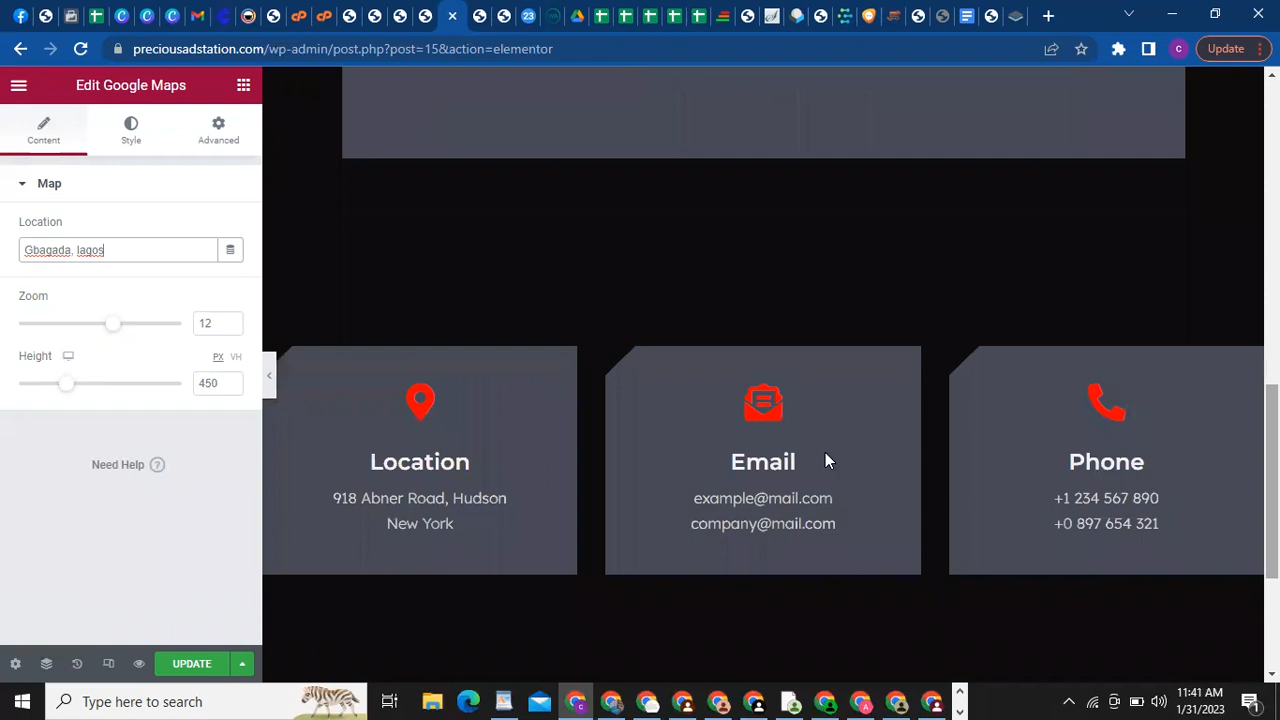 23
preciousadstation.com/wp-admin/post.php?post=15&action=elementor
c
Update
Edit Google Maps
Content
Style
Advanced
Map
Location
Gbagada, lagos
Zoom
12
Height
PX VH
450
Need Help
UPDATE
Location
918 Abner Road, Hudson
New York
Email
example@mail.com
company@mail.com
Phone
+1 234 567 890
+0 897 654 321
Type here to search
11:41 AM
1/31/2023
1